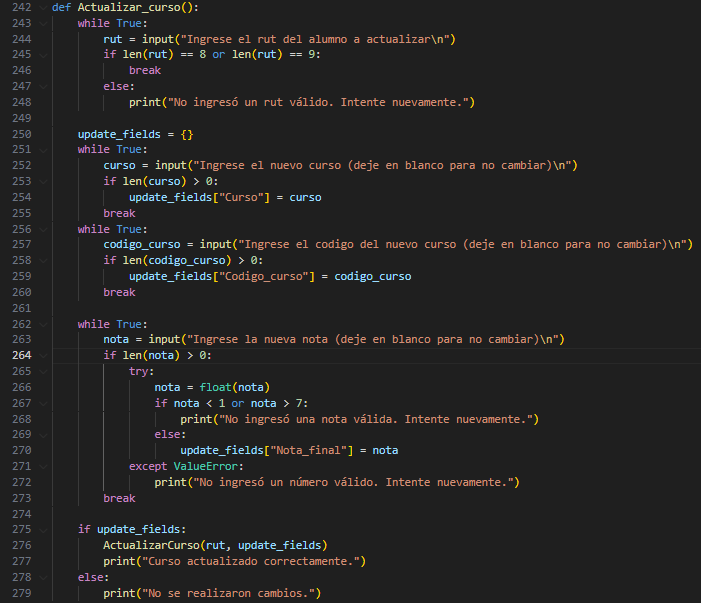 242 def Actualizar_curso():
243     while True:
244         rut = input("Ingrese el rut del alumno a actualizar\n")
245         if len(rut) == 8 or len(rut) == 9:
246             break
247         else:
248             print("No ingresó un rut válido. Intente nuevamente.")
249
250     update_fields = {}
251     while True:
252         curso = input("Ingrese el nuevo curso (deje en blanco para no cambiar)\n")
253         if len(curso) > 0:
254             update_fields["Curso"] = curso
255         break
256     while True:
257         codigo_curso = input("Ingrese el codigo del nuevo curso (deje en blanco para no cambiar)\n")
258         if len(codigo_curso) > 0:
259             update_fields["Codigo_curso"] = codigo_curso
260         break
261
262     while True:
263         nota = input("Ingrese la nueva nota (deje en blanco para no cambiar)\n")
264         if len(nota) > 0:
265             try:
266                 nota = float(nota)
267                 if nota < 1 or nota > 7:
268                     print("No ingresó una nota válida. Intente nuevamente.")
269                 else:
270                     update_fields["Nota_final"] = nota
271             except ValueError:
272                 print("No ingresó un número válido. Intente nuevamente.")
273         break
274
275     if update_fields:
276         ActualizarCurso(rut, update_fields)
277         print("Curso actualizado correctamente.")
278     else:
279         print("No se realizaron cambios.")